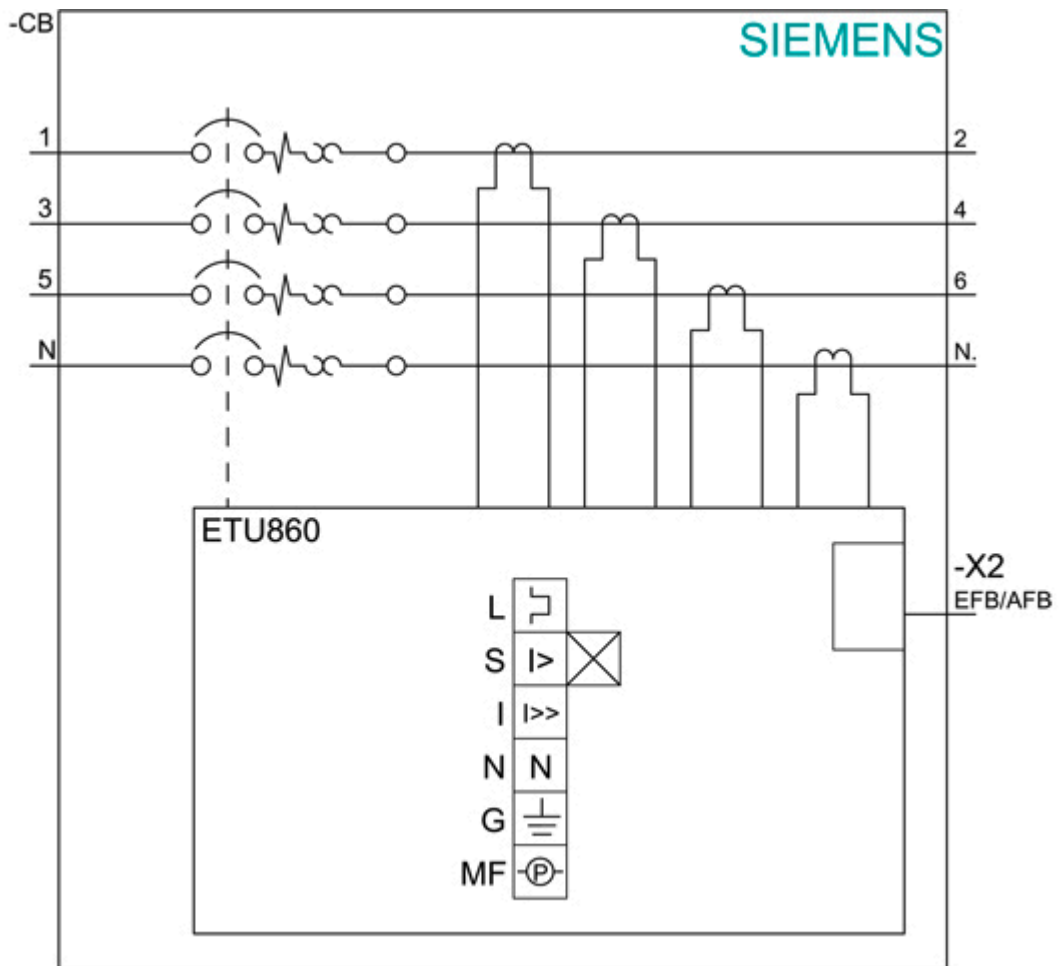 -CB
SIEMENS
1 2
3 4
5 6
N N.
ETU860
-X2
EFB/AFB
L
S I>
I I>>
N N
G
MF P